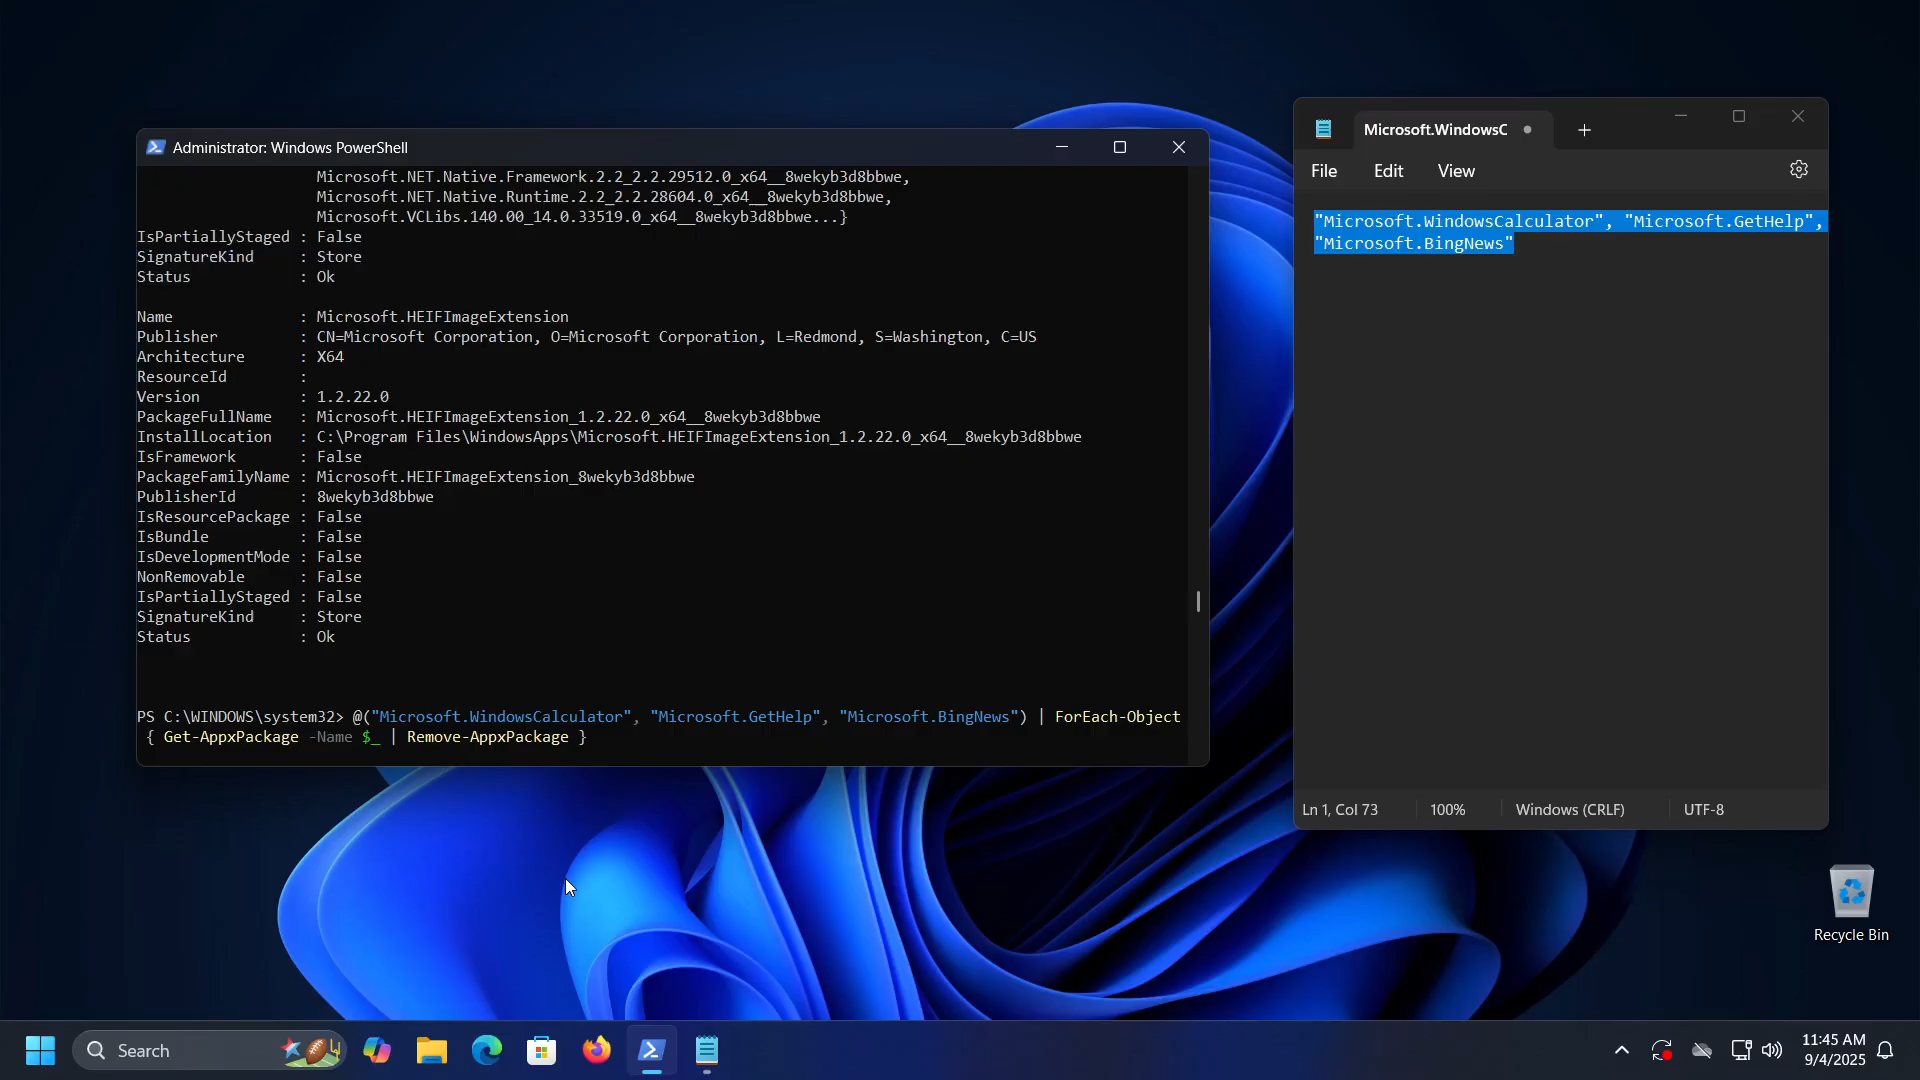 Administrator: Windows PowerShell
Microsoft.NET.Native.Framework.2.2_2.2.29512.0_x64__8wekyb3d8bbwe,
Microsoft.NET.Native.Runtime.2.2_2.2.28604.0_x64__8wekyb3d8bbwe,
Microsoft.VCLibs.140.00_14.0.33519.0_x64__8wekyb3d8bbwe...}
IsPartiallyStaged : False
SignatureKind : Store
Status : Ok
Name : Microsoft.HEIFImageExtension
Publisher : CN=Microsoft Corporation, O=Microsoft Corporation, L=Redmond, S=Washington, C=US
Architecture : X64
ResourceId :
Version : 1.2.22.0
PackageFullName : Microsoft.HEIFImageExtension_1.2.22.0_x64__8wekyb3d8bbwe
InstallLocation : C:\Program Files\WindowsApps\Microsoft.HEIFImageExtension_1.2.22.0_x64__8wekyb3d8bbwe
IsFramework : False
PackageFamilyName : Microsoft.HEIFImageExtension_8wekyb3d8bbwe
PublisherId : 8wekyb3d8bbwe
IsResourcePackage : False
IsBundle : False
IsDevelopmentMode : False
NonRemovable : False
IsPartiallyStaged : False
SignatureKind : Store
Status : Ok
PS C:\WINDOWS\system32> @("Microsoft.WindowsCalculator", "Microsoft.GetHelp", "Microsoft.BingNews") | ForEach-Object
{ Get-AppxPackage -Name $_ | Remove-AppxPackage }
Microsoft.WindowsC
File Edit View
"Microsoft.WindowsCalculator", "Microsoft.GetHelp",
"Microsoft.BingNews"
Ln 1, Col 73 100% Windows (CRLF) UTF-8
Recycle Bin
Search
11:45 AM
9/4/2025